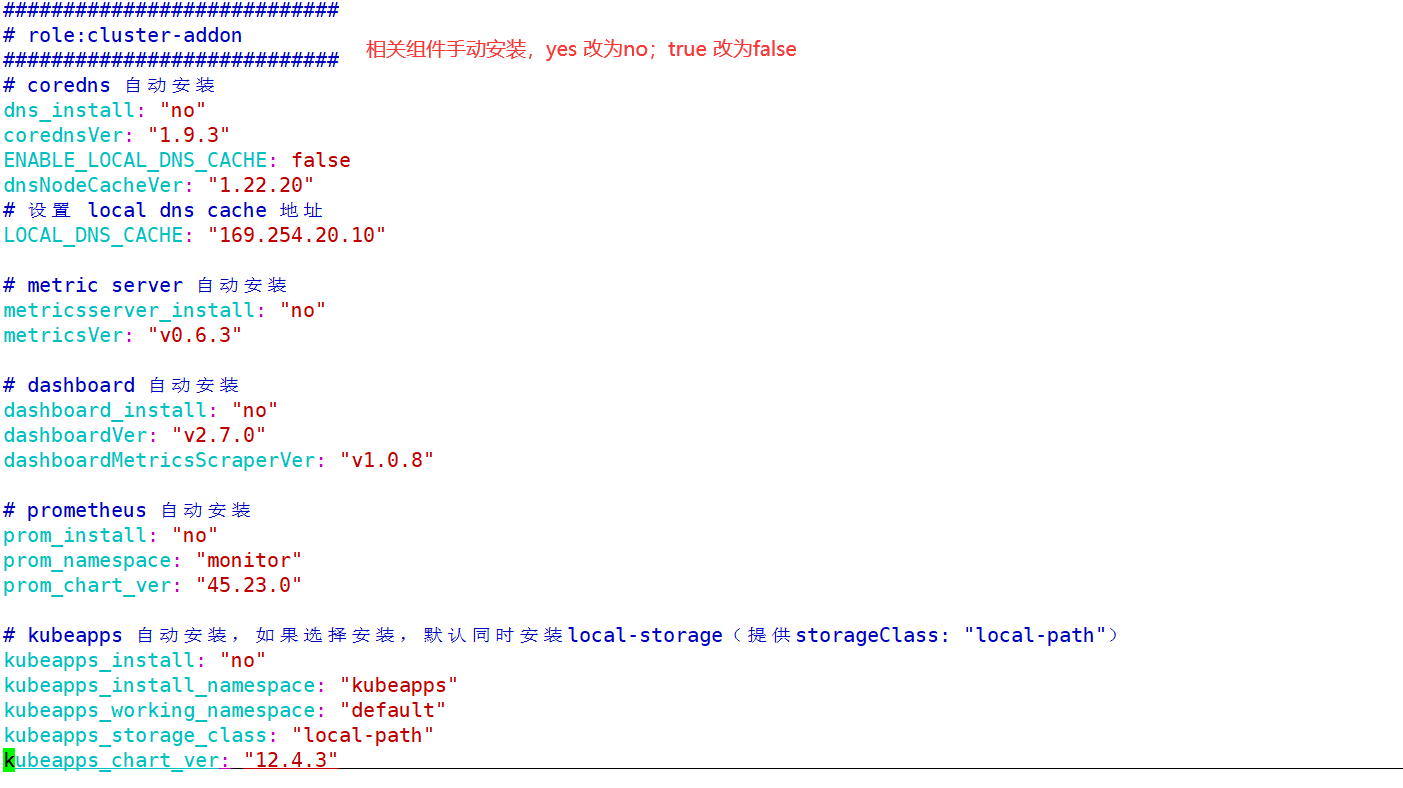 ############################
# role:cluster-addon
############################
相关组件手动安装，yes 改为no；true 改为false
# coredns 自动安装
dns_install: "no"
corednsVer: "1.9.3"
ENABLE_LOCAL_DNS_CACHE: false
dnsNodeCacheVer: "1.22.20"
# 设置 local dns cache 地址
LOCAL_DNS_CACHE: "169.254.20.10"
# metric server 自动安装
metricsserver_install: "no"
metricsVer: "v0.6.3"
# dashboard 自动安装
dashboard_install: "no"
dashboardVer: "v2.7.0"
dashboardMetricsScraperVer: "v1.0.8"
# prometheus 自动安装
prom_install: "no"
prom_namespace: "monitor"
prom_chart_ver: "45.23.0"
# kubeapps 自动安装，如果选择安装，默认同时安装local-storage（提供storageClass: "local-path"）
kubeapps_install: "no"
kubeapps_install_namespace: "kubeapps"
kubeapps_working_namespace: "default"
kubeapps_storage_class: "local-path"
kubeapps_chart_ver: "12.4.3"